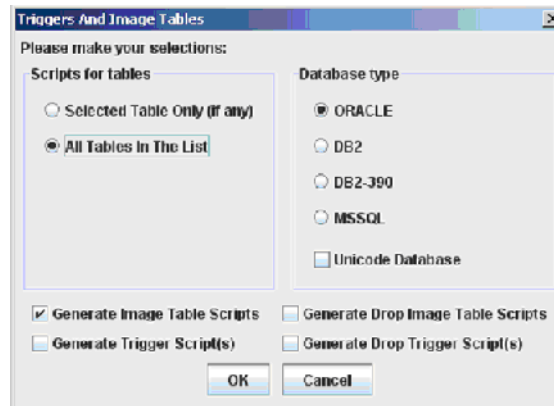 Triggers And Image Tables
Please make your selections:
Scripts for tables
Selected Table Only (if any)
All Tables In The List
Database type
ORACLE
DB2
DB2-390
MSSQL
Unicode Database
Generate Image Table Scripts
Generate Drop Image Table Scripts
Generate Trigger Script(s)
Generate Drop Trigger Script(s)
OK
Cancel